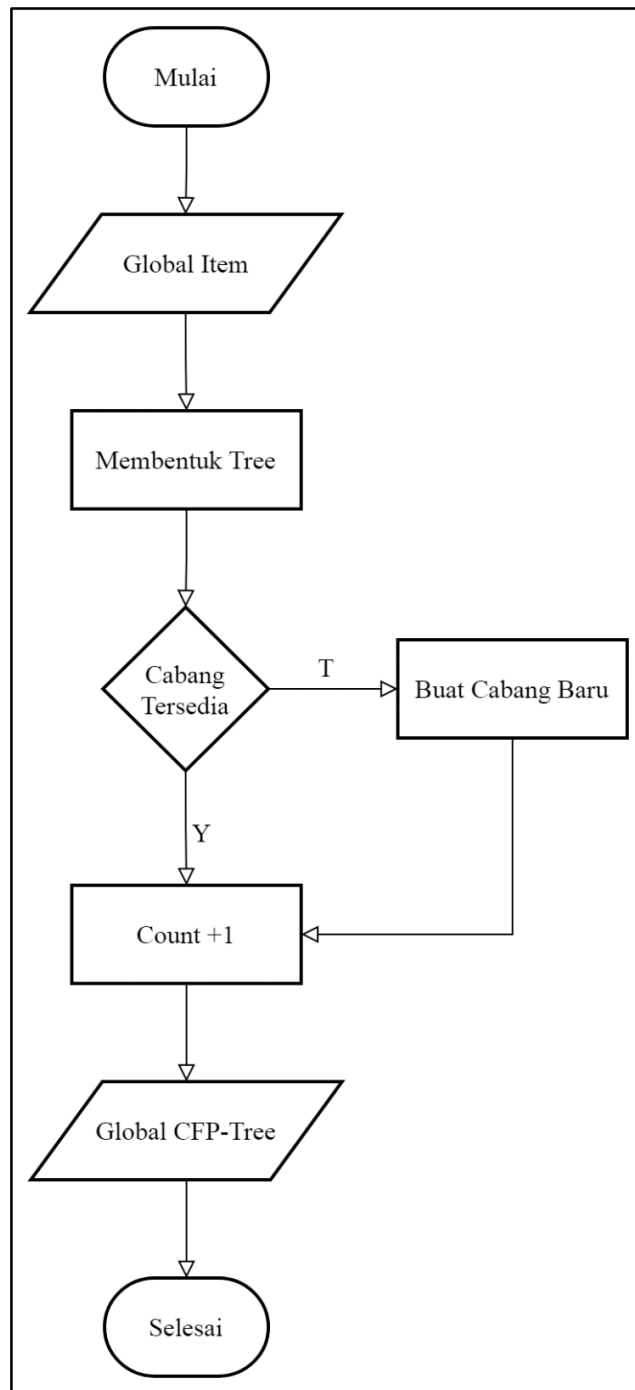 Mulai
Global Item
Membentuk Tree
Cabang
Tersedia
T
Buat Cabang Baru
Y
Count +1
Global CFP-Tree
Selesai